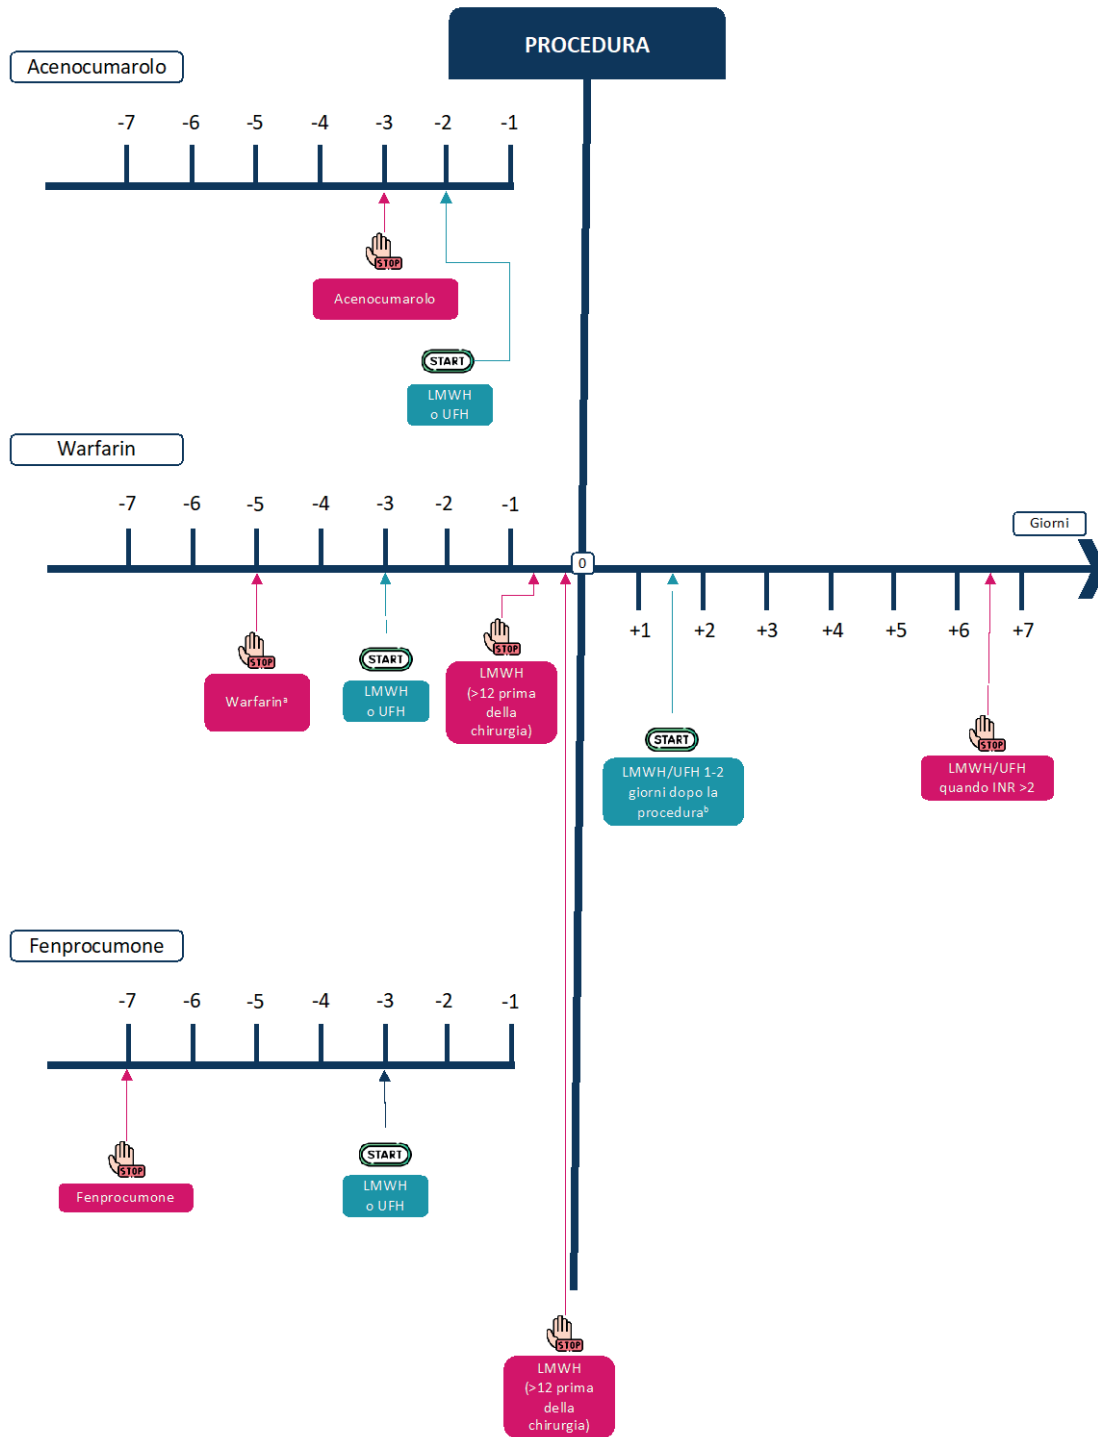 PROCEDURA
Acenocumarolo
-7 -6 -5 -4 -3 -2 -1
STOP
Acenocumarolo
START
LMWH
o UFH
Warfarin
-7 -6 -5 -4 -3 -2 -1
Giorni
0
+1 +2 +3 +4 +5 +6 +7
STOP
Warfarinᵃ
START
LMWH
o UFH
STOP
LMWH
(>12 prima
della
chirurgia)
START
LMWH/UFH 1-2
giorni dopo la
proceduraᵇ
STOP
LMWH/UFH
quando INR >2
Fenprocumone
-7 -6 -5 -4 -3 -2 -1
STOP
Fenprocumone
START
LMWH
o UFH
STOP
LMWH
(>12 prima
della
chirurgia)